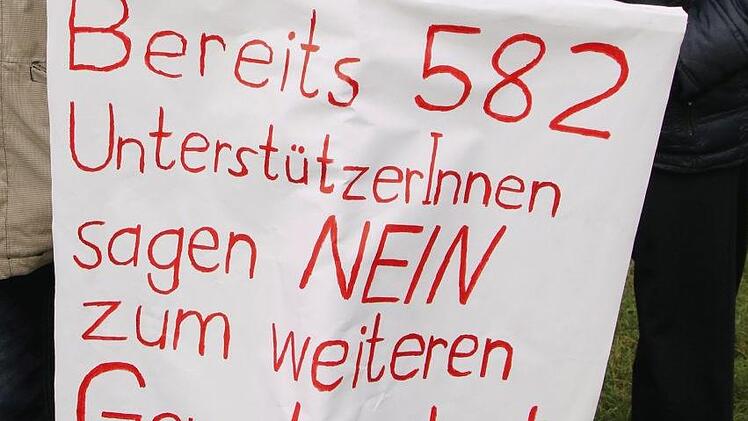 Bereits 582
UnterstützerInnen
sagen NEIN
zum weiteren